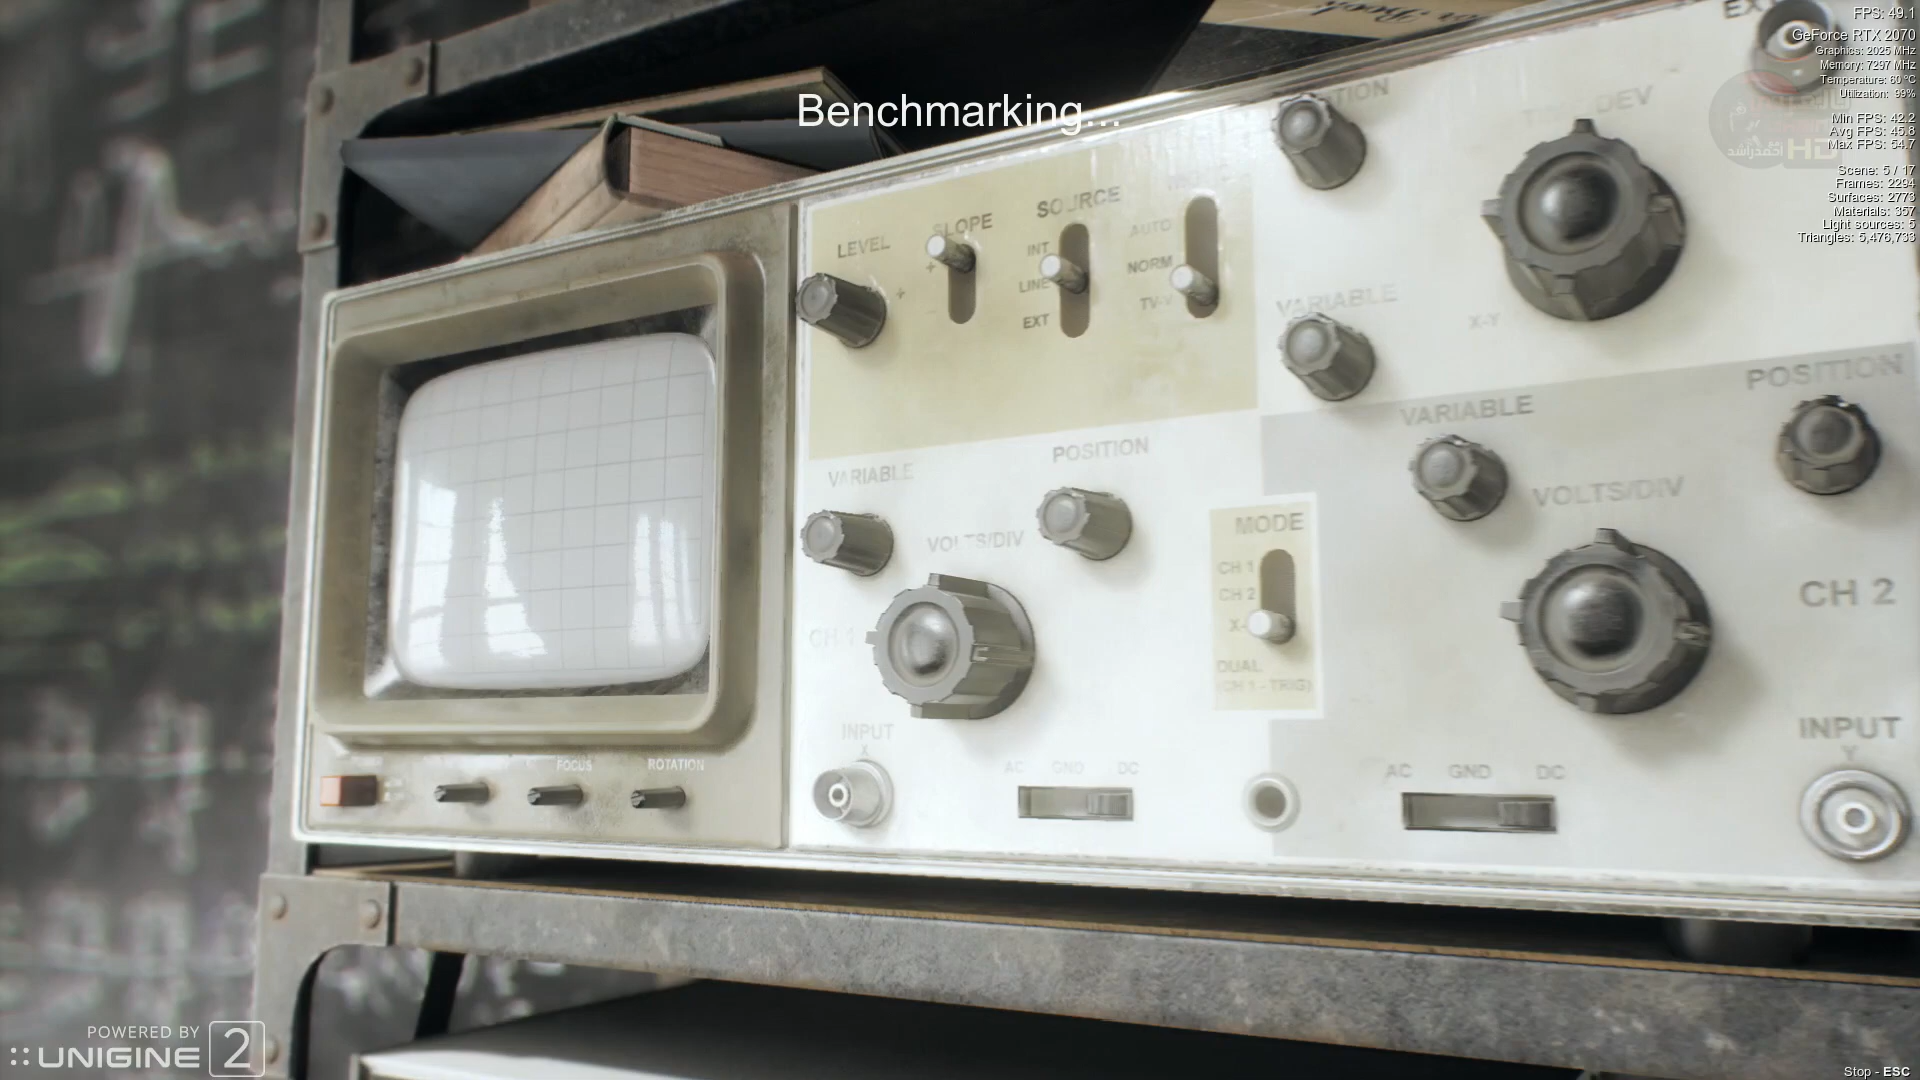 Benchmarking...
FPS: 49.1
GeForce RTX 2070
Graphics: 2025 MHz
Memory: 7297 MHz
Temperature: 60 °C
Utilization: 99%
Min FPS: 42.2
Avg FPS: 45.8
Max FPS: 54.7
Scene: 5 / 17
Frames: 2294
Surfaces: 2773
Materials: 357
Light sources: 5
Triangles: 5,476,733
احمدراشد HD
LEVEL
SLOPE
SOURCE
INT
LINE
EXT
AUTO
NORM
TV-V
VARIABLE
X-Y
VARIABLE
POSITION
VOLTS/DIV
CH 1
VARIABLE
POSITION
VOLTS/DIV
CH 2
MODE
CH 1
CH 2
DUAL
(CH 1 - TRIG)
FOCUS
ROTATION
INPUT
X
AC GND DC
AC GND DC
INPUT
Y
POWERED BY
UNIGINE 2
Stop - ESC